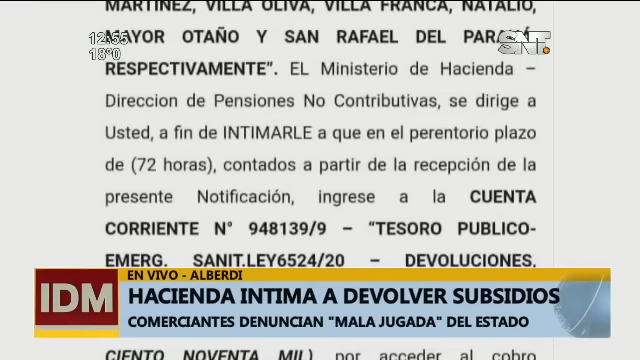 MARTINEZ, VILLA OLIVA, VILLA FRANCA, NATALIO,
MAYOR OTAÑO Y SAN RAFAEL DEL
RESPECTIVAMENTE”. EL Ministerio de Hacienda –
Direccion de Pensiones No Contributivas, se dirige a
Usted, a fin de INTIMARLE a que en el perentorio plazo
de (72 horas), contados a partir de la recepción de la
presente Notificación, ingrese a la CUENTA
CORRIENTE N° 948139/9 – “TESORO PUBLICO-
EMERG. SANIT.LEY6524/20 – DEVOLUCIONES,
CIENTO NOVENTA MIL) por acceder al cobro
12:55
18°0
SNT.
IDM
EN VIVO - ALBERDI
HACIENDA INTIMA A DEVOLVER SUBSIDIOS
COMERCIANTES DENUNCIAN "MALA JUGADA" DEL ESTADO